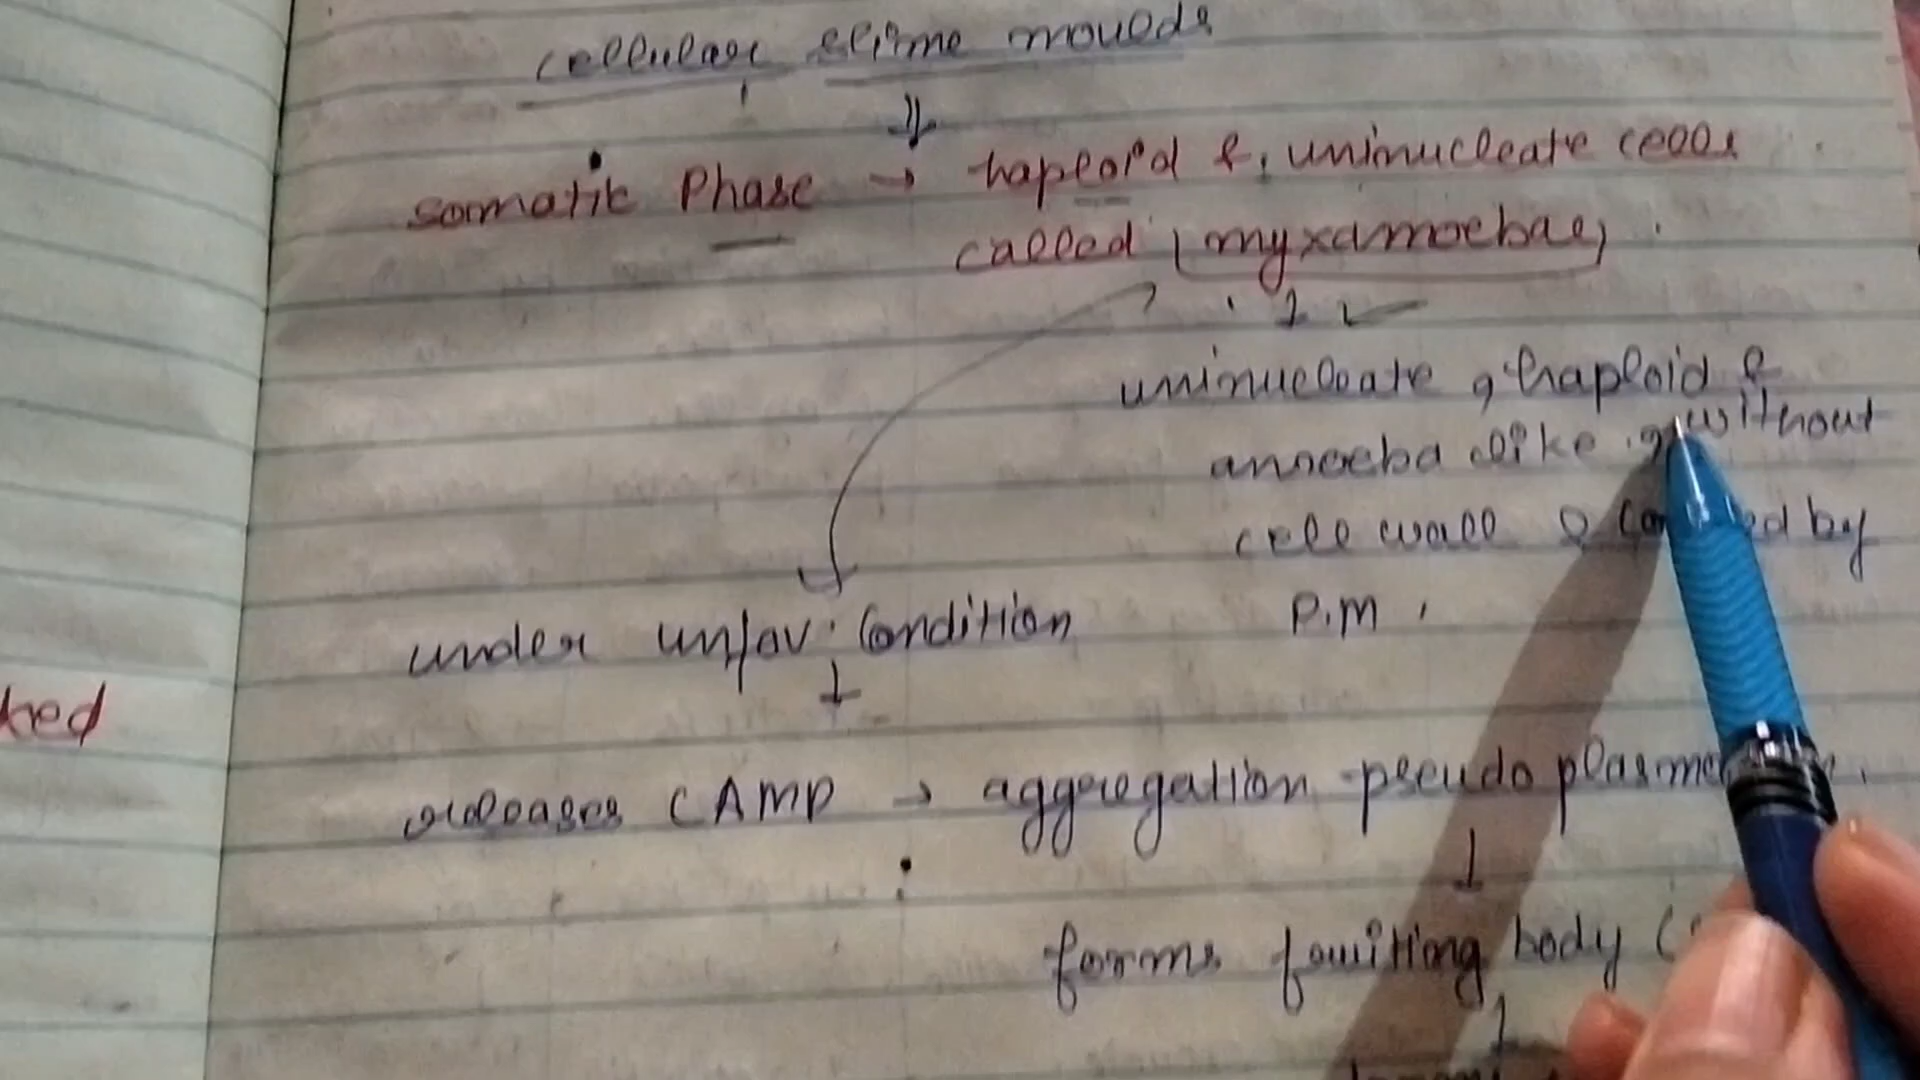 cellular slime moulds
somatic Phase → haploid & uninucleate cells
called (myxamoebae)
uninucleate, haploid &
amoeba like, without
cell wall & by
P.M.
under unfav. Condition
releases CAMP → aggregation pseudo
forms fruiting body (
ked